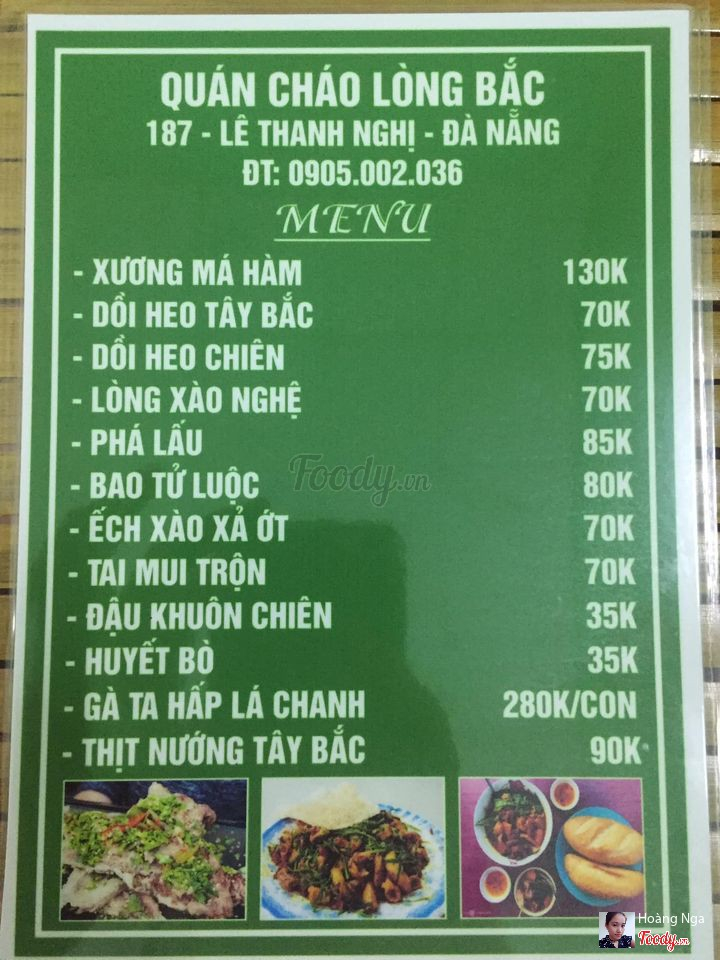 QUÁN CHÁO LÒNG BẮC
187 - LÊ THANH NGHỊ - ĐÀ NẴNG
ĐT: 0905.002.036
MENU
- XƯƠNG MÁ HÀM 130K
- DỒI HEO TÂY BẮC 70K
- DỒI HEO CHIÊN 75K
- LÒNG XÀO NGHỆ 70K
- PHÁ LẤU 85K
- BAO TỬ LUỘC 80K
- ẾCH XÀO XẢ ỚT 70K
- TAI MUI TRỘN 70K
- ĐẬU KHUÔN CHIÊN 35K
- HUYẾT BÒ 35K
- GÀ TA HẤP LÁ CHANH 280K/CON
- THỊT NƯỚNG TÂY BẮC 90K
Foody.vn
Hoàng Nga
Foody.vn